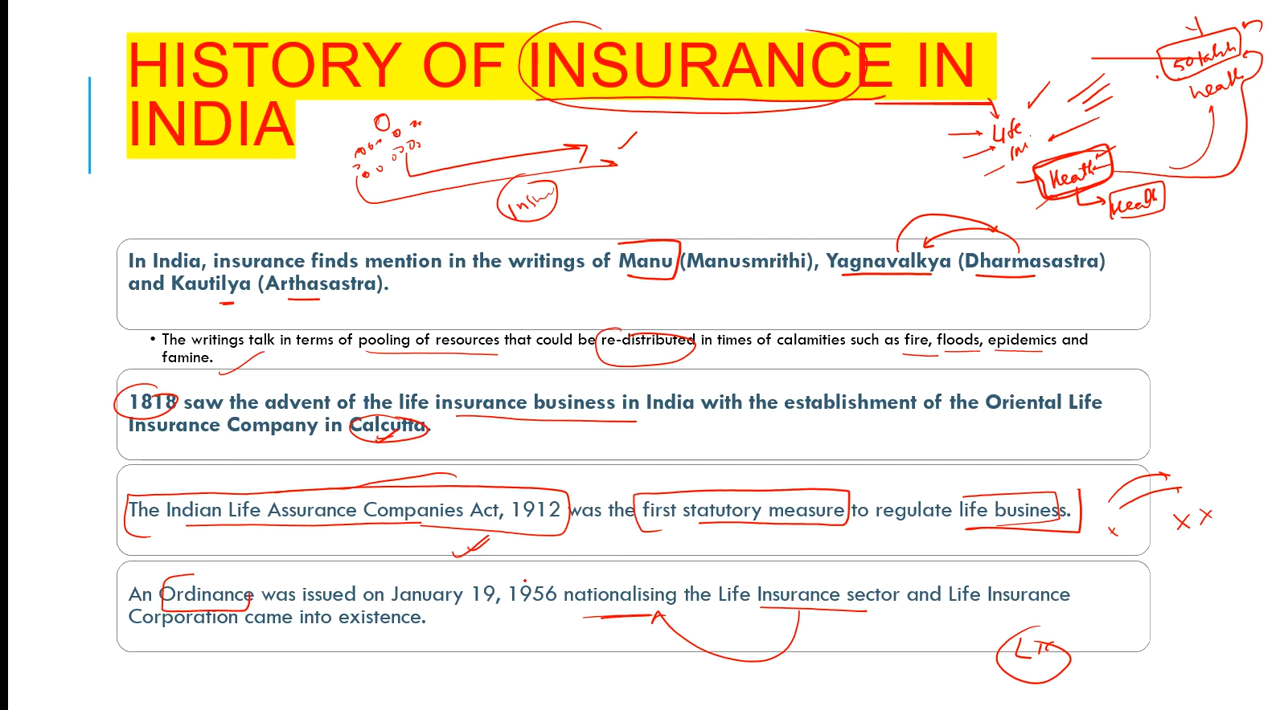 HISTORY OF INSURANCE IN
INDIA
50 lakh
Health
Life
In.
Health
Health
Insu
In India, insurance finds mention in the writings of Manu (Manusmrithi), Yagnavalkya (Dharmasastra)
and Kautilya (Arthasastra).
• The writings talk in terms of pooling of resources that could be re-distributed in times of calamities such as fire, floods, epidemics and
famine.
1818 saw the advent of the life insurance business in India with the establishment of the Oriental Life
Insurance Company in Calcutta.
The Indian Life Assurance Companies Act, 1912 was the first statutory measure to regulate life business.
An Ordinance was issued on January 19, 1956 nationalising the Life Insurance sector and Life Insurance
Corporation came into existence.
LIC